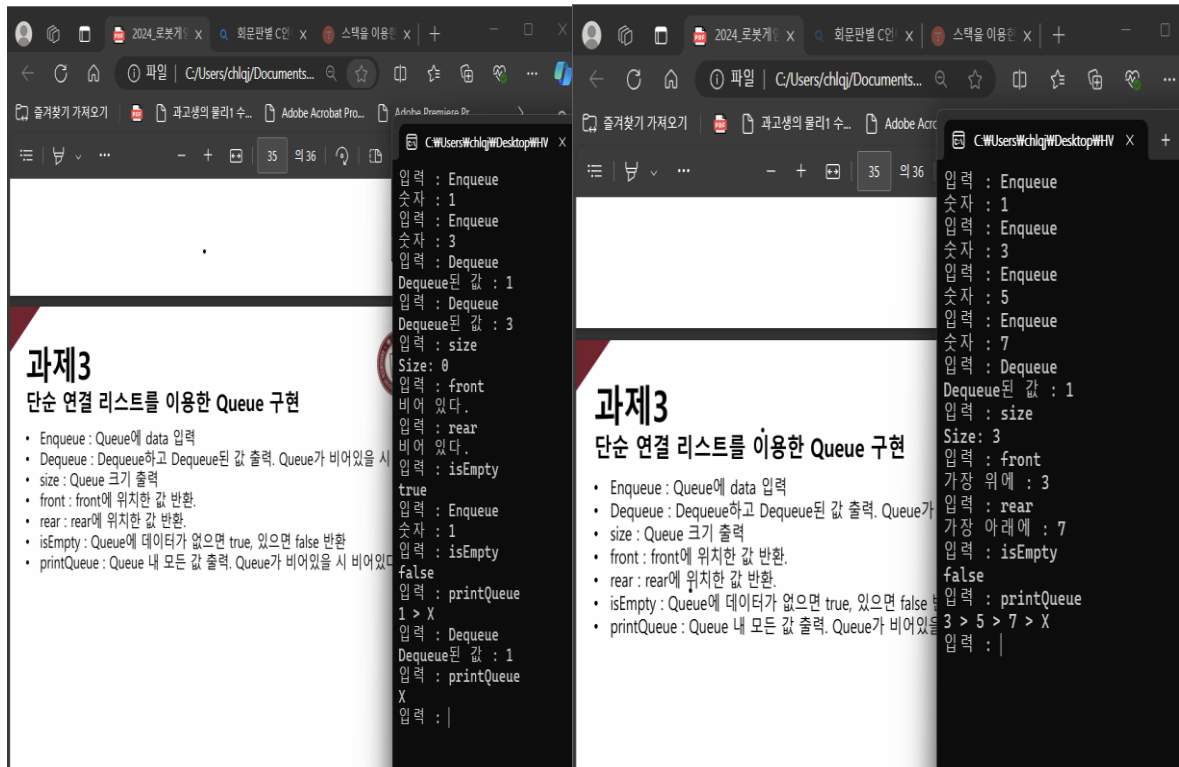 2024_로봇게임
회문판별 C언
스택을 이용한
파일 | C:/Users/chlqj/Documents...
즐겨찾기 가져오기
과고생의 물리1 수...
Adobe Acrobat Pro...
Adobe Premiere Pr
35 의 36
과제3
단순 연결 리스트를 이용한 Queue 구현
• Enqueue : Queue에 data 입력
• Dequeue : Dequeue하고 Dequeue된 값 출력. Queue가 비어있을 시
• size : Queue 크기 출력
• front : front에 위치한 값 반환.
• rear : rear에 위치한 값 반환.
• isEmpty : Queue에 데이터가 없으면 true, 있으면 false 반환
• printQueue : Queue 내 모든 값 출력. Queue가 비어있을 시 비어있다
C:₩Users₩chlqj₩Desktop₩HV
입력 : Enqueue
숫자 : 1
입력 : Enqueue
숫자 : 3
입력 : Dequeue
Dequeue된 값 : 1
입력 : Dequeue
Dequeue된 값 : 3
입력 : size
Size: 0
입력 : front
비어 있다.
입력 : rear
비어 있다.
입력 : isEmpty
true
입력 : Enqueue
숫자 : 1
입력 : isEmpty
false
입력 : printQueue
1 > X
입력 : Dequeue
Dequeue된 값 : 1
입력 : printQueue
X
입력 :
2024_로봇게임
회문판별 C언
스택을 이용한
파일 | C:/Users/chlqj/Documents...
즐겨찾기 가져오기
과고생의 물리1 수...
Adobe Acro
35 의 36
과제3
단순 연결 리스트를 이용한 Queue 구현
• Enqueue : Queue에 data 입력
• Dequeue : Dequeue하고 Dequeue된 값 출력. Queue가
• size : Queue 크기 출력
• front : front에 위치한 값 반환.
• rear : rear에 위치한 값 반환.
• isEmpty : Queue에 데이터가 없으면 true, 있으면 false
• printQueue : Queue 내 모든 값 출력. Queue가 비어있을
C:₩Users₩chlqj₩Desktop₩HV
입력 : Enqueue
숫자 : 1
입력 : Enqueue
숫자 : 3
입력 : Enqueue
숫자 : 5
입력 : Enqueue
숫자 : 7
입력 : Dequeue
Dequeue된 값 : 1
입력 : size
Size: 3
입력 : front
가장 위에 : 3
입력 : rear
가장 아래에 : 7
입력 : isEmpty
false
입력 : printQueue
3 > 5 > 7 > X
입력 :